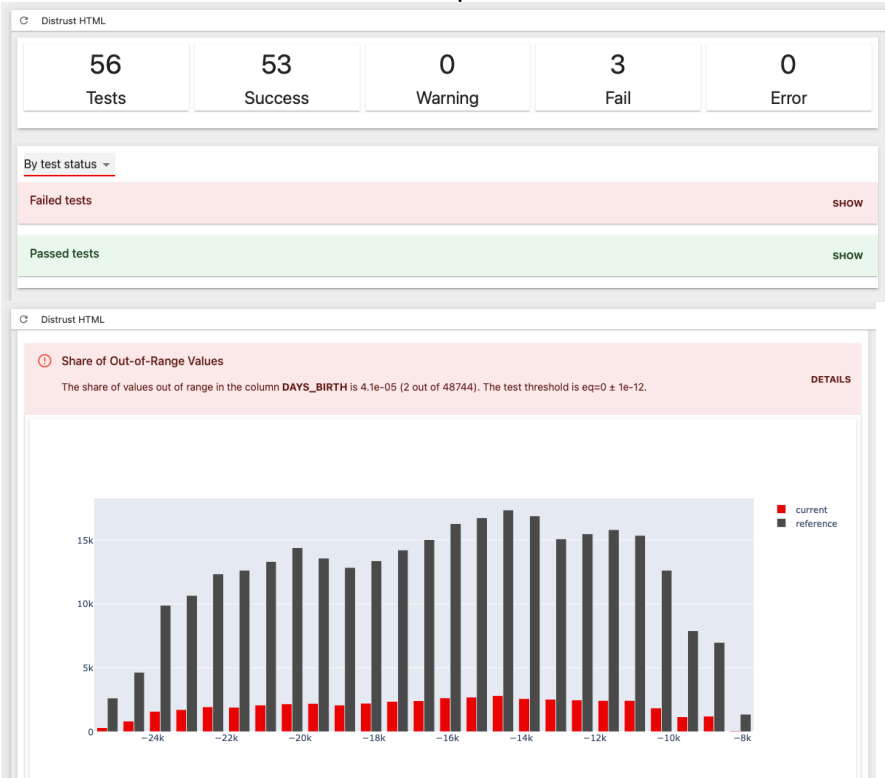 Distrust HTML
56 53 0 3 0
Tests Success Warning Fail Error
By test status
Failed tests SHOW
Passed tests SHOW
Distrust HTML
Share of Out-of-Range Values
The share of values out of range in the column DAYS_BIRTH is 4.1e-05 (2 out of 48744). The test threshold is eq=0 ± 1e-12.
DETAILS
current
reference
15k
10k
5k
0
−24k −22k −20k −18k −16k −14k −12k −10k −8k